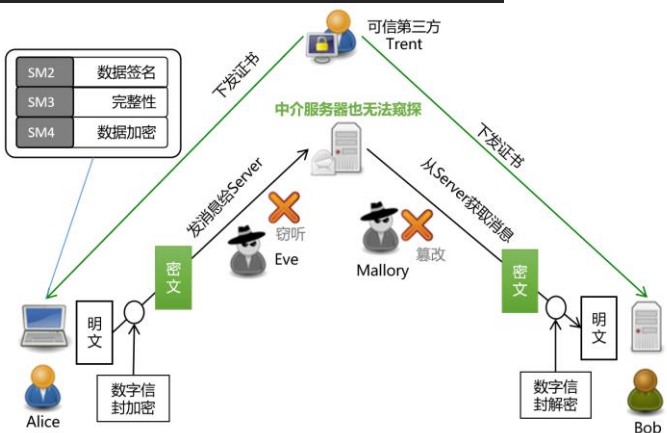 可信第三方
Trent
SM2 数据签名
SM3 完整性
SM4 数据加密
下发证书
下发证书
中介服务器也无法窥探
发消息给Server
从Server获取消息
窃听
Eve
篡改
Mallory
密文
密文
明文
明文
数字信
封加密
数字信
封解密
Alice
Bob